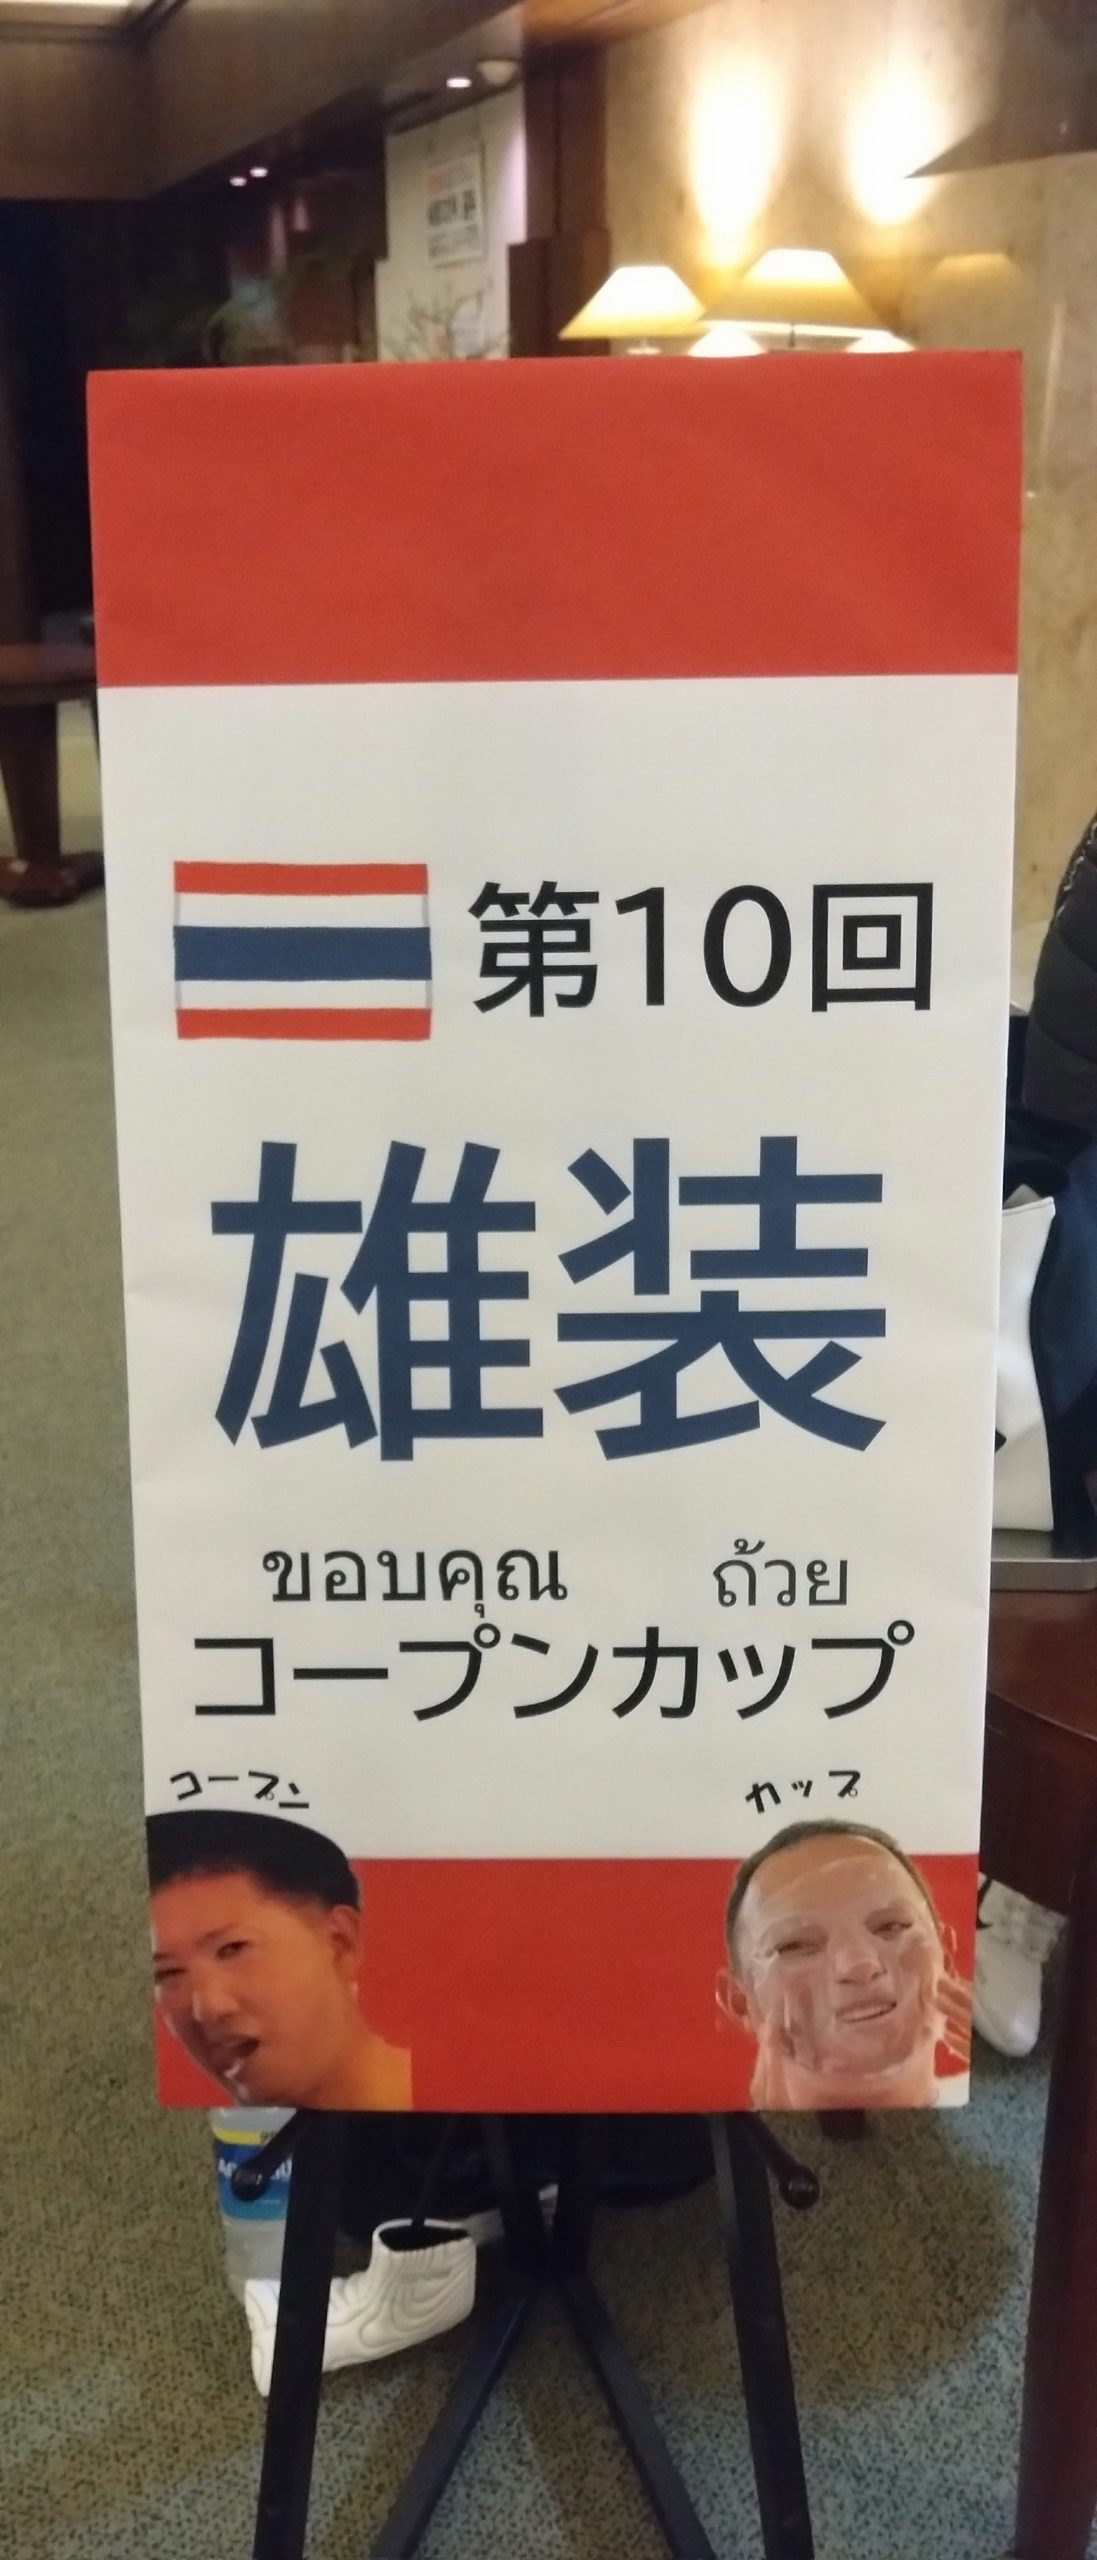 第10回
雄装
ขอบคุณ ถ้วย
コープンカップ
コープン カップ